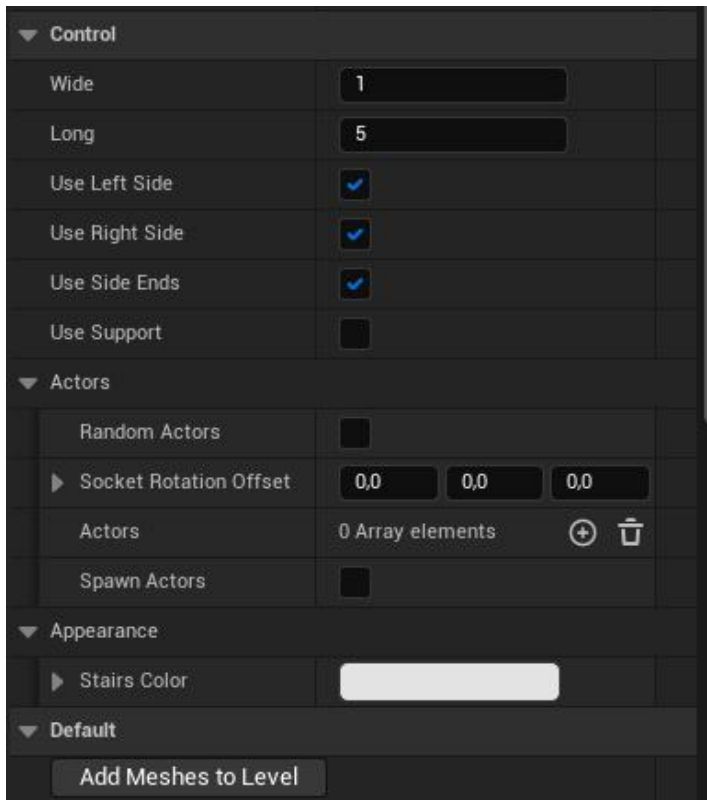 Control
Wide 1
Long 5
Use Left Side
Use Right Side
Use Side Ends
Use Support
Actors
Random Actors
Socket Rotation Offset 0,0 0,0 0,0
Actors 0 Array elements
Spawn Actors
Appearance
Stairs Color
Default
Add Meshes to Level